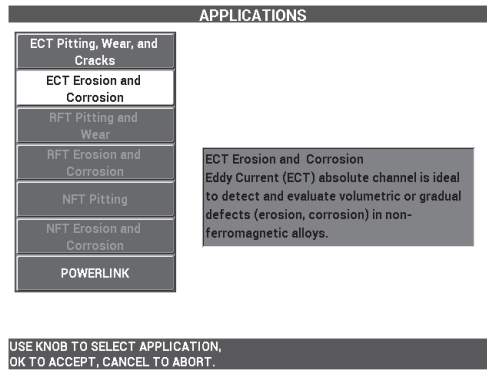 APPLICATIONS
ECT Pitting, Wear, and
Cracks
ECT Erosion and
Corrosion
RFT Pitting and
Wear
RFT Erosion and
Corrosion
NFT Pitting
NFT Erosion and
Corrosion
POWERLINK
ECT Erosion and Corrosion
Eddy Current (ECT) absolute channel is ideal
to detect and evaluate volumetric or gradual
defects (erosion, corrosion) in non-
ferromagnetic alloys.
USE KNOB TO SELECT APPLICATION,
OK TO ACCEPT, CANCEL TO ABORT.